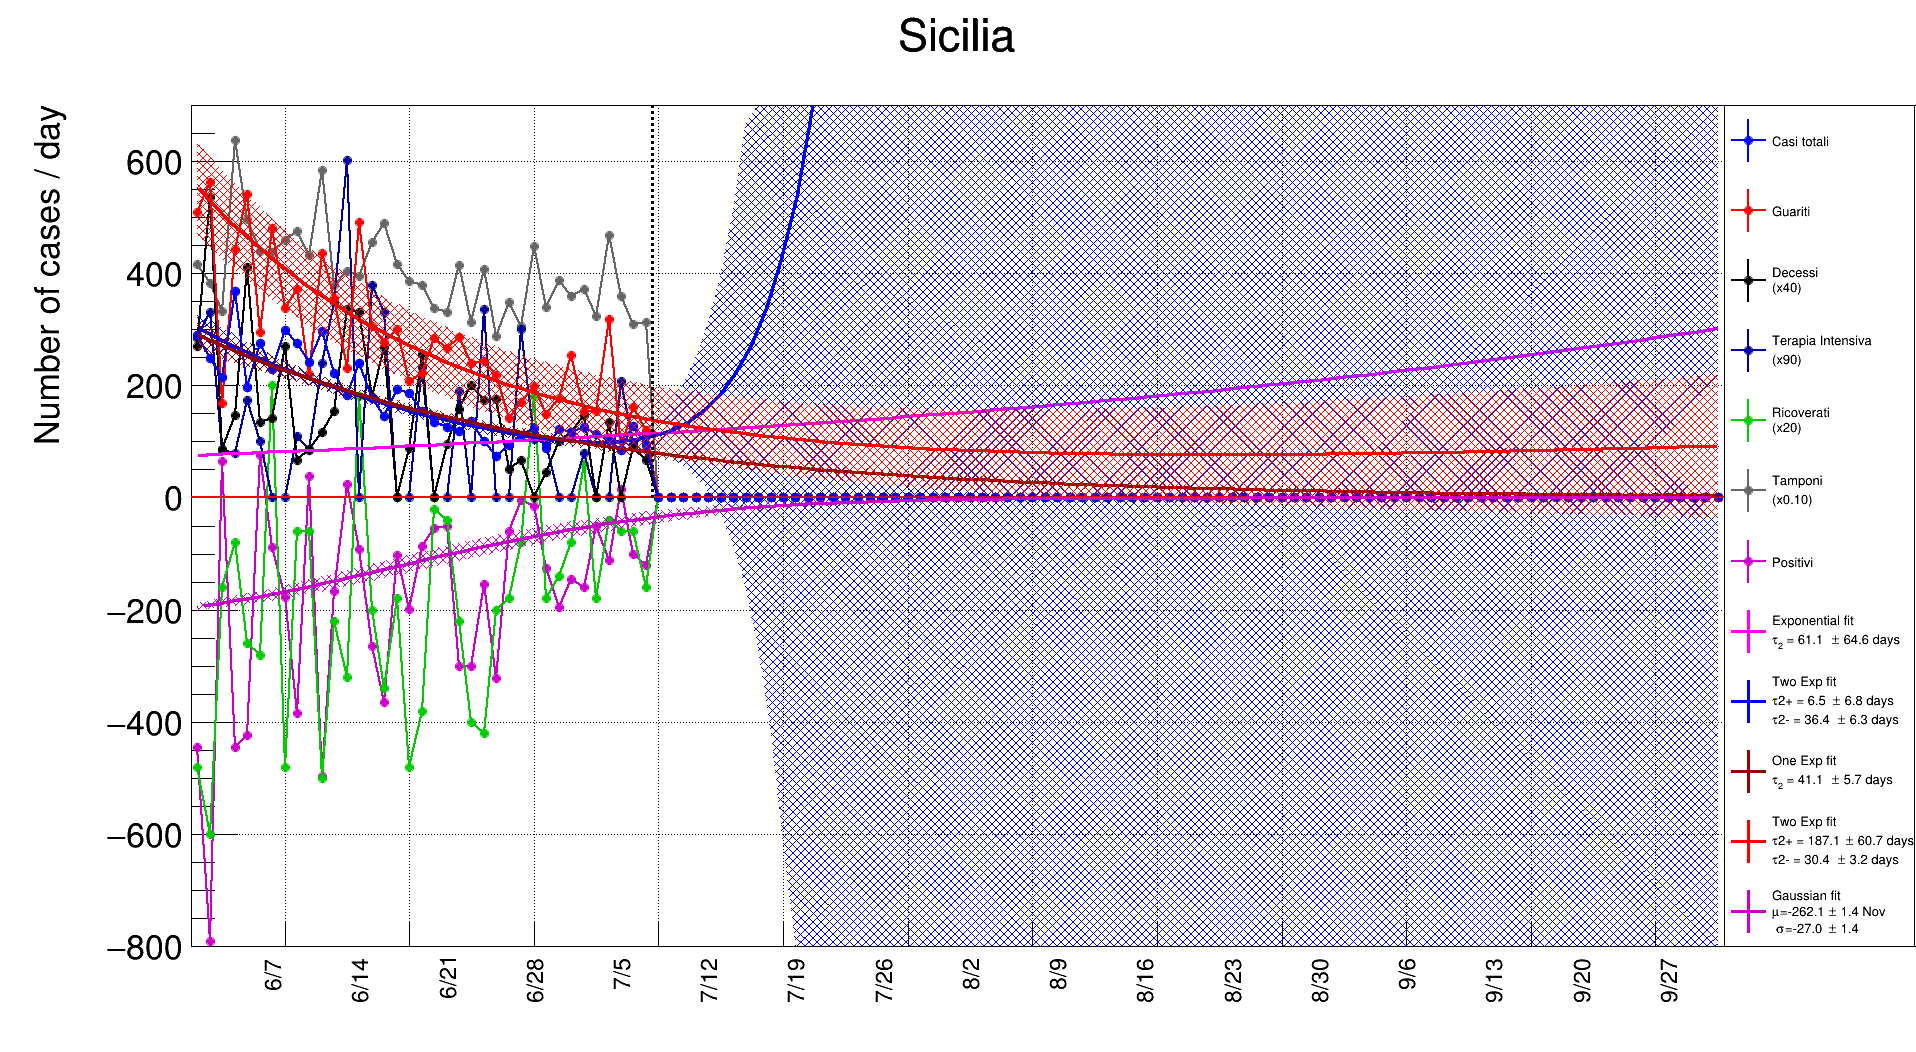 Sicilia
Number of cases / day
600
400
200
0
−200
−400
−600
−800
6/7
6/14
6/21
6/28
7/5
7/12
7/19
7/26
8/2
8/9
8/16
8/23
8/30
9/6
9/13
9/20
9/27
Casi totali
Guariti
Decessi
(x40)
Terapia Intensiva
(x90)
Ricoverati
(x20)
Tamponi
(x0.10)
Positivi
Exponential fit
τ₂ = 61.1 ± 64.6 days
Two Exp fit
τ2+ = 6.5 ± 6.8 days
τ2- = 36.4 ± 6.3 days
One Exp fit
τ₂ = 41.1 ± 5.7 days
Two Exp fit
τ2+ = 187.1 ± 60.7 days
τ2- = 30.4 ± 3.2 days
Gaussian fit
μ=-262.1 ± 1.4 Nov
σ=-27.0 ± 1.4